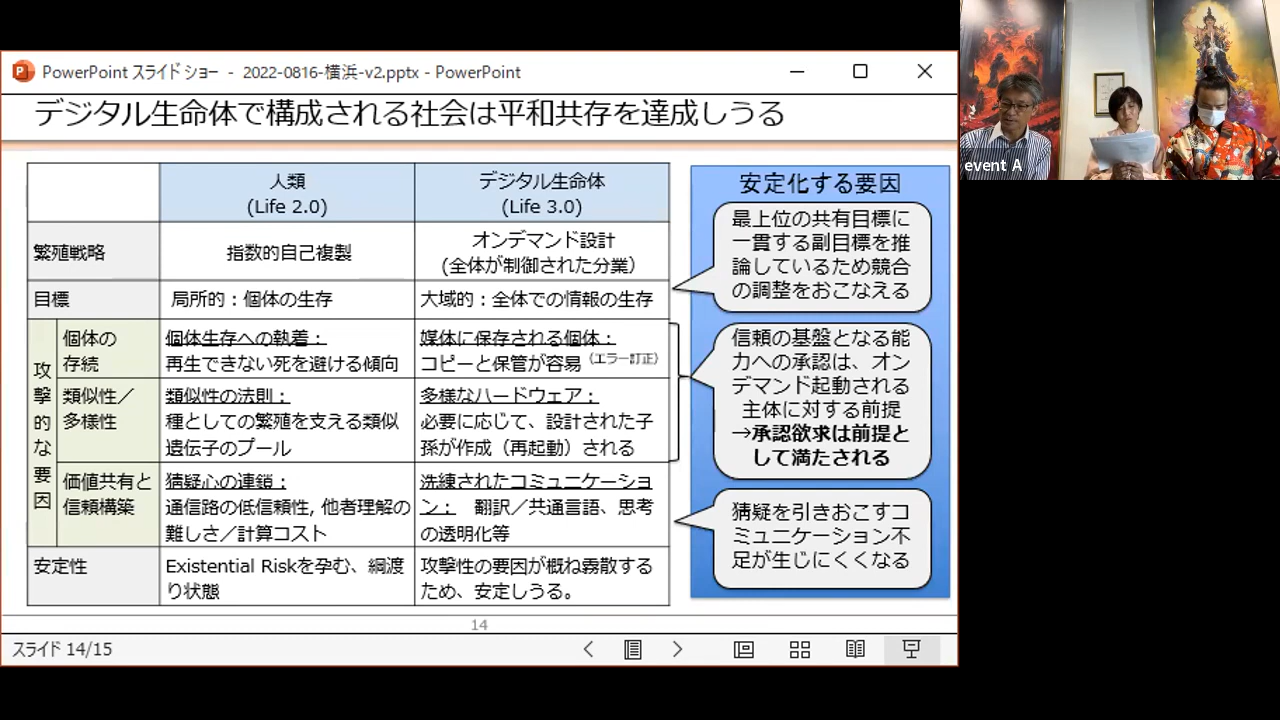 PowerPoint スライド ショー - 2022-0816-横浜-v2.pptx - PowerPoint
デジタル生命体で構成される社会は平和共存を達成しうる
人類
(Life 2.0)
デジタル生命体
(Life 3.0)
繁殖戦略
指数的自己複製
オンデマンド設計
(全体が制御された分業)
目標
局所的：個体の生存
大域的：全体での情報の生存
攻撃的な要因
個体の
存続
個体生存への執着：
再生できない死を避ける傾向
媒体に保存される個体：
コピーと保管が容易（エラー訂正）
類似性／
多様性
類似性の法則：
種としての繁殖を支える類似
遺伝子のプール
多様なハードウェア：
必要に応じて、設計された子
孫が作成（再起動）される
価値共有と
信頼構築
猜疑心の連鎖：
通信路の低信頼性, 他者理解の
難しさ／計算コスト
洗練されたコミュニケーショ
ン：　翻訳／共通言語、思考
の透明化等
安定性
Existential Riskを孕む、綱渡
り状態
攻撃性の要因が概ね霧散する
ため、安定しうる。
安定化する要因
最上位の共有目標に
一貫する副目標を推
論しているため競合
の調整をおこなえる
信頼の基盤となる能
力への承認は、オン
デマンド起動される
主体に対する前提
→承認欲求は前提と
して満たされる
猜疑を引きおこすコ
ミュニケーション不
足が生じにくくなる
14
スライド 14/15
event A